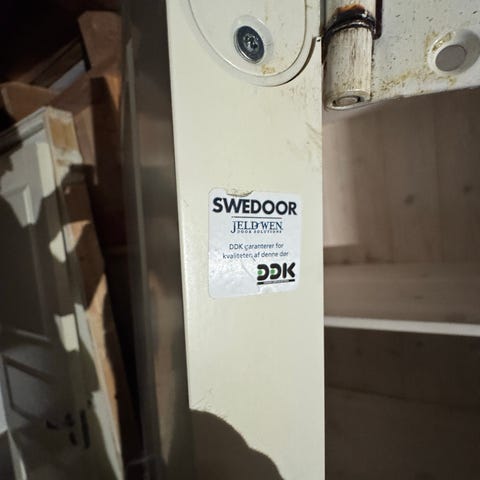 SWEDOOR
JELD WEN
DOOR SOLUTIONS
DDK garanterer for
kvaliteten af denne dør
DDK